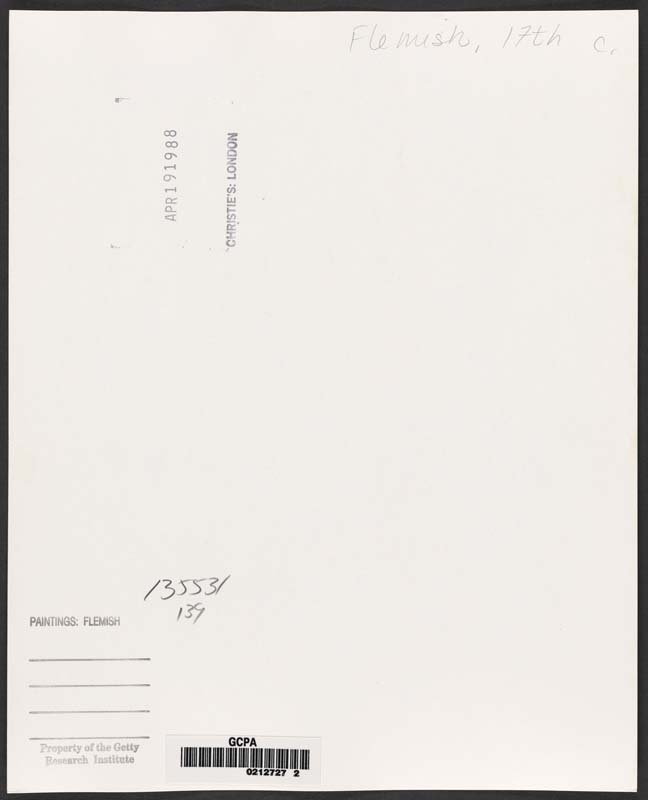 Flemish, 17th c.
APR 19 1988
CHRISTIE'S: LONDON
135531
139
PAINTINGS: FLEMISH
Property of the Getty
Research Institute
GCPA
0212727 2